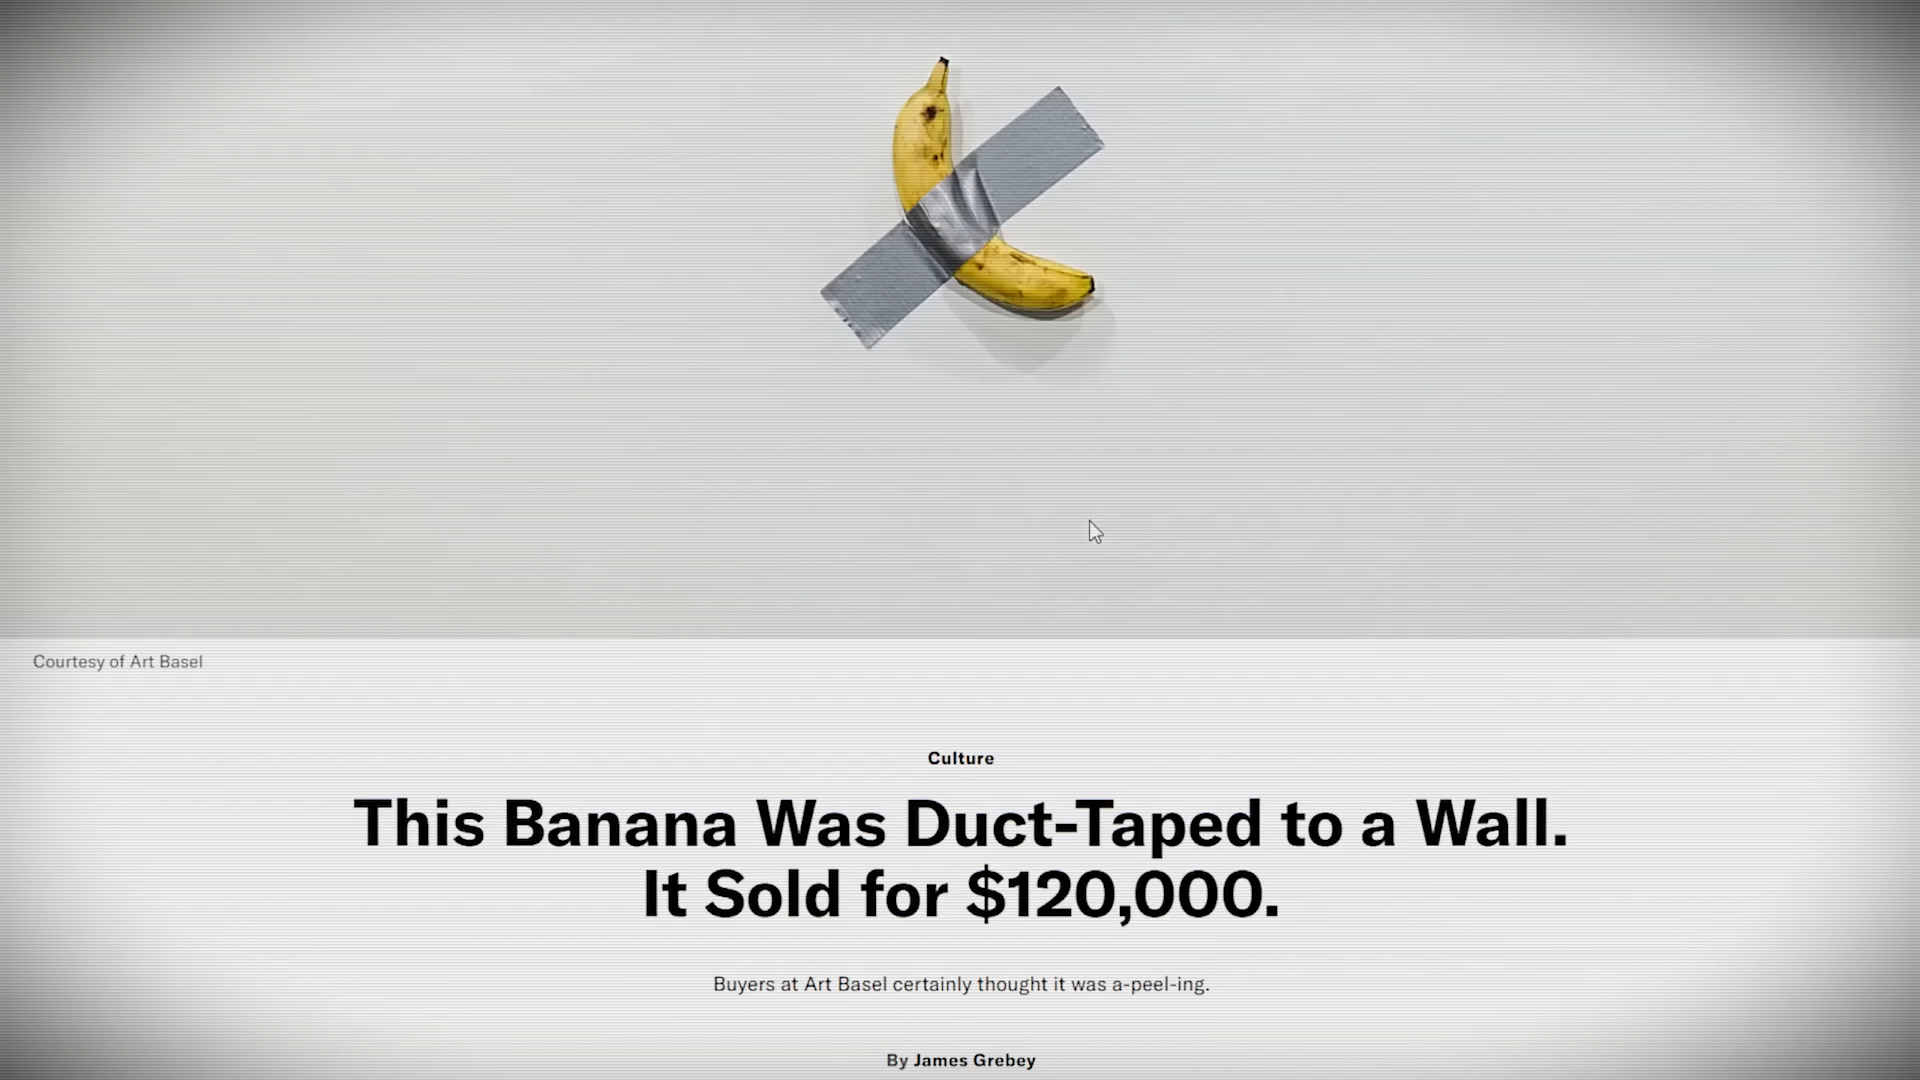 Courtesy of Art Basel
Culture
This Banana Was Duct-Taped to a Wall.
It Sold for $120,000.
Buyers at Art Basel certainly thought it was a-peel-ing.
By James Grebey